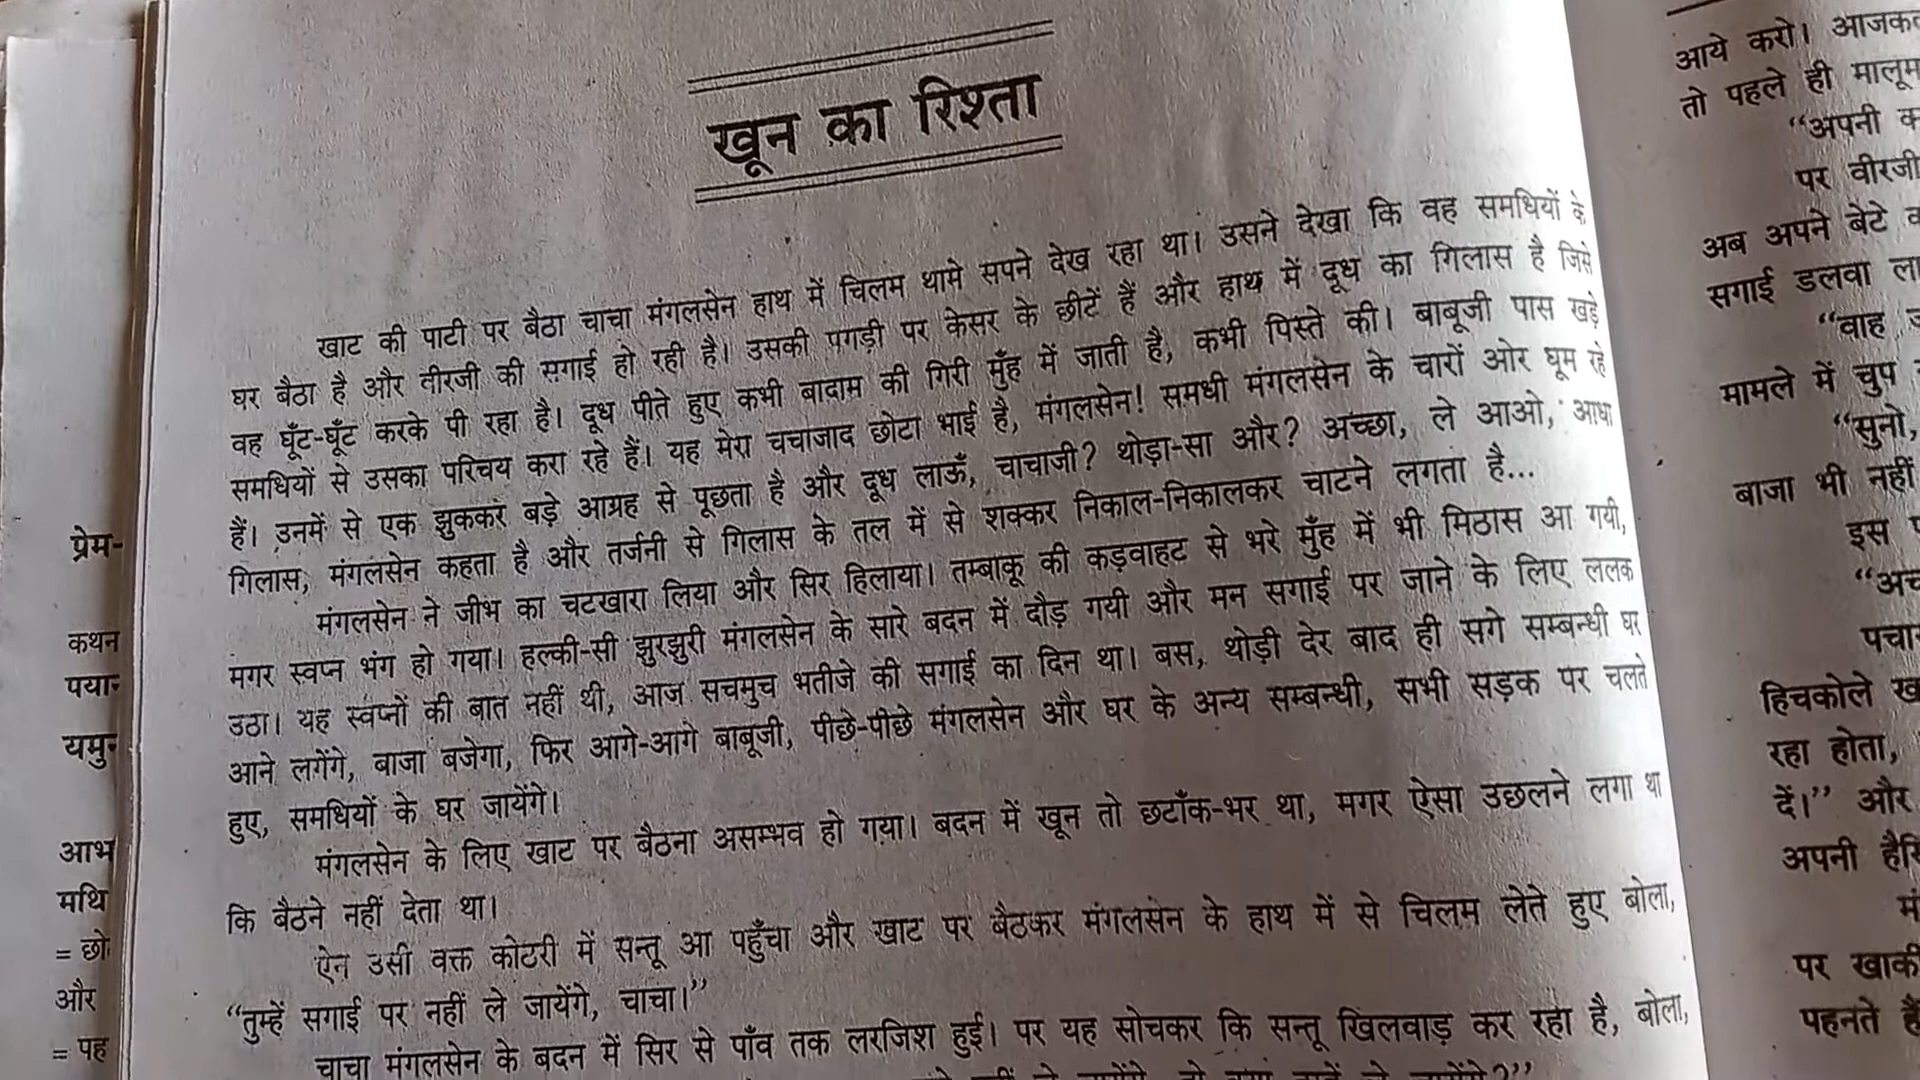 खून का रिश्ता
खाट की पाटी पर बैठा चाचा मंगलसेन हाथ में चिलम थामे सपने देख रहा था। उसने देखा कि वह समधियों के
घर बैठा है और वीरजी की सगाई हो रही है। उसकी पगड़ी पर केसर के छींटें हैं और हाथ में दूध का गिलास है जिसे
वह घूँट-घूँट करके पी रहा है। दूध पीते हुए कभी बादाम की गिरी मुँह में जाती है, कभी पिस्ते की। बाबूजी पास खड़े
समधियों से उसका परिचय करा रहे हैं। यह मेरा चचाजाद छोटा भाई है, मंगलसेन! समधी मंगलसेन के चारों ओर घूम रहे
हैं। उनमें से एक झुककर बड़े आग्रह से पूछता है और दूध लाऊँ, चाचाजी? थोड़ा-सा और? अच्छा, ले आओ, आधा
गिलास, मंगलसेन कहता है और तर्जनी से गिलास के तल में से शक्कर निकाल-निकालकर चाटने लगता है...
मंगलसेन ने जीभ का चटखारा लिया और सिर हिलाया। तम्बाकू की कड़वाहट से भरे मुँह में भी मिठास आ गयी,
मगर स्वप्न भंग हो गया। हल्की-सी झुरझुरी मंगलसेन के सारे बदन में दौड़ गयी और मन सगाई पर जाने के लिए ललक
उठा। यह स्वप्नों की बात नहीं थी, आज सचमुच भतीजे की सगाई का दिन था। बस, थोड़ी देर बाद ही सगे सम्बन्धी घर
आने लगेंगे, बाजा बजेगा, फिर आगे-आगे बाबूजी, पीछे-पीछे मंगलसेन और घर के अन्य सम्बन्धी, सभी सड़क पर चलते
हुए, समधियों के घर जायेंगे।
मंगलसेन के लिए खाट पर बैठना असम्भव हो गया। बदन में खून तो छटाँक-भर था, मगर ऐसा उछलने लगा था
कि बैठने नहीं देता था।
ऐन उसी वक्त कोटरी में सन्तू आ पहुँचा और खाट पर बैठकर मंगलसेन के हाथ में से चिलम लेते हुए बोला,
“तुम्हें सगाई पर नहीं ले जायेंगे, चाचा।”
चाचा मंगलसेन के बदन में सिर से पाँव तक लरजिश हुई। पर यह सोचकर कि सन्तू खिलवाड़ कर रहा है, बोला,
प्रेम-
कथन
आभ
मथि
= छो
और
= पह
आये करो।
तो पहले ही मालूम
“अपनी
पर वीरजी
अब अपने बेटे
सगाई डलवा
“वाह
मामले में चुप
“सुनो,
बाजा भी नहीं
इस
हिचकोले
रहा होता,
दें।” और
अपनी
पर खाकी
पहनते